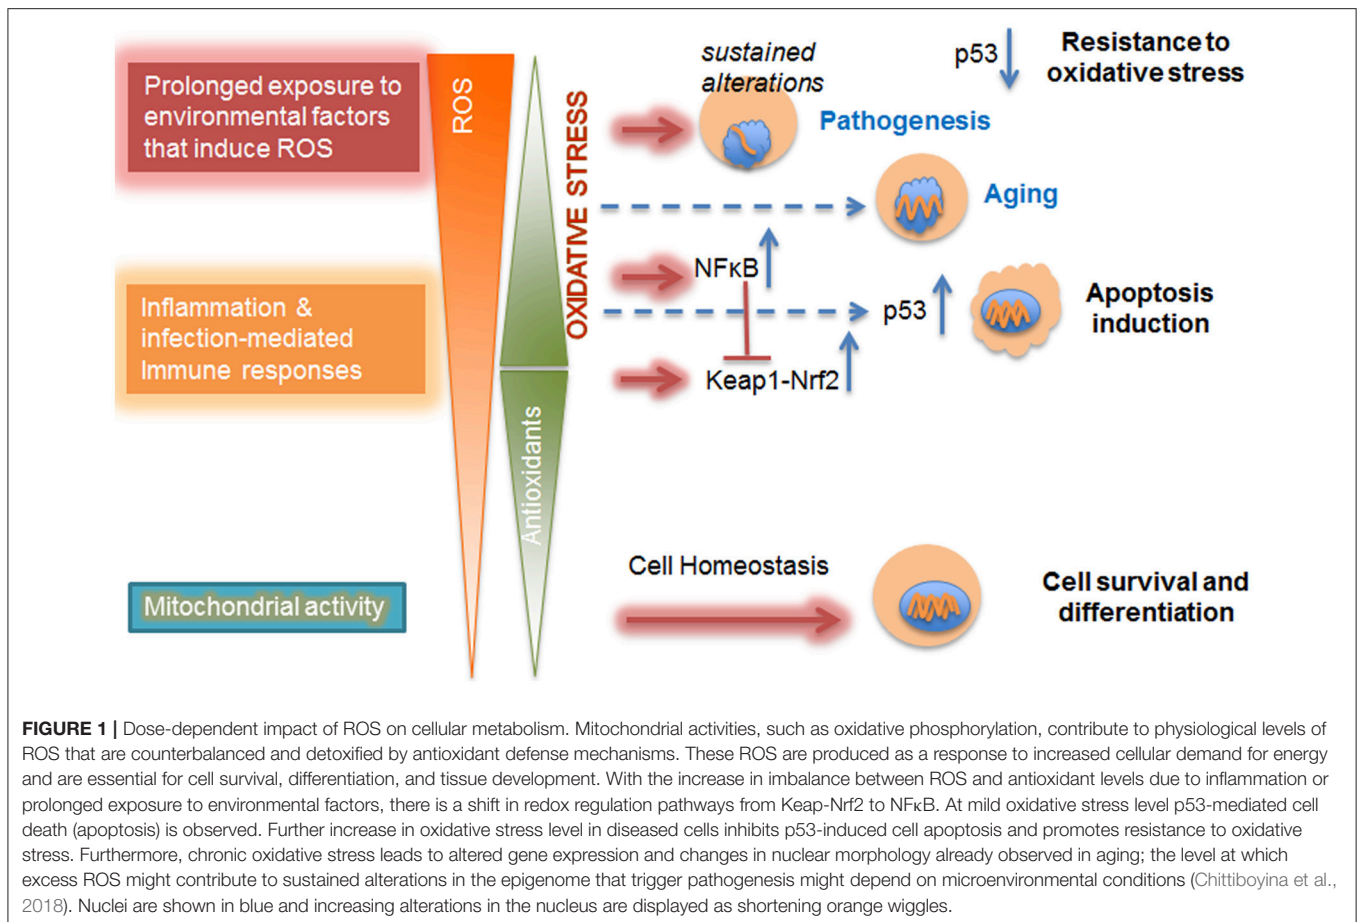 Prolonged exposure to
environmental factors
that induce ROS
ROS
OXIDATIVE STRESS
sustained
alterations
Pathogenesis
p53
Resistance to
oxidative stress
Aging
Inflammation &
infection-mediated
Immune responses
NFκB
p53
Apoptosis
induction
Keap1-Nrf2
Antioxidants
Mitochondrial activity
Cell Homeostasis
Cell survival and
differentiation
FIGURE 1 | Dose-dependent impact of ROS on cellular metabolism. Mitochondrial activities, such as oxidative phosphorylation, contribute to physiological levels of
ROS that are counterbalanced and detoxified by antioxidant defense mechanisms. These ROS are produced as a response to increased cellular demand for energy
and are essential for cell survival, differentiation, and tissue development. With the increase in imbalance between ROS and antioxidant levels due to inflammation or
prolonged exposure to environmental factors, there is a shift in redox regulation pathways from Keap-Nrf2 to NFκB. At mild oxidative stress level p53-mediated cell
death (apoptosis) is observed. Further increase in oxidative stress level in diseased cells inhibits p53-induced cell apoptosis and promotes resistance to oxidative
stress. Furthermore, chronic oxidative stress leads to altered gene expression and changes in nuclear morphology already observed in aging; the level at which
excess ROS might contribute to sustained alterations in the epigenome that trigger pathogenesis might depend on microenvironmental conditions (Chittiboyina et al.,
2018). Nuclei are shown in blue and increasing alterations in the nucleus are displayed as shortening orange wiggles.